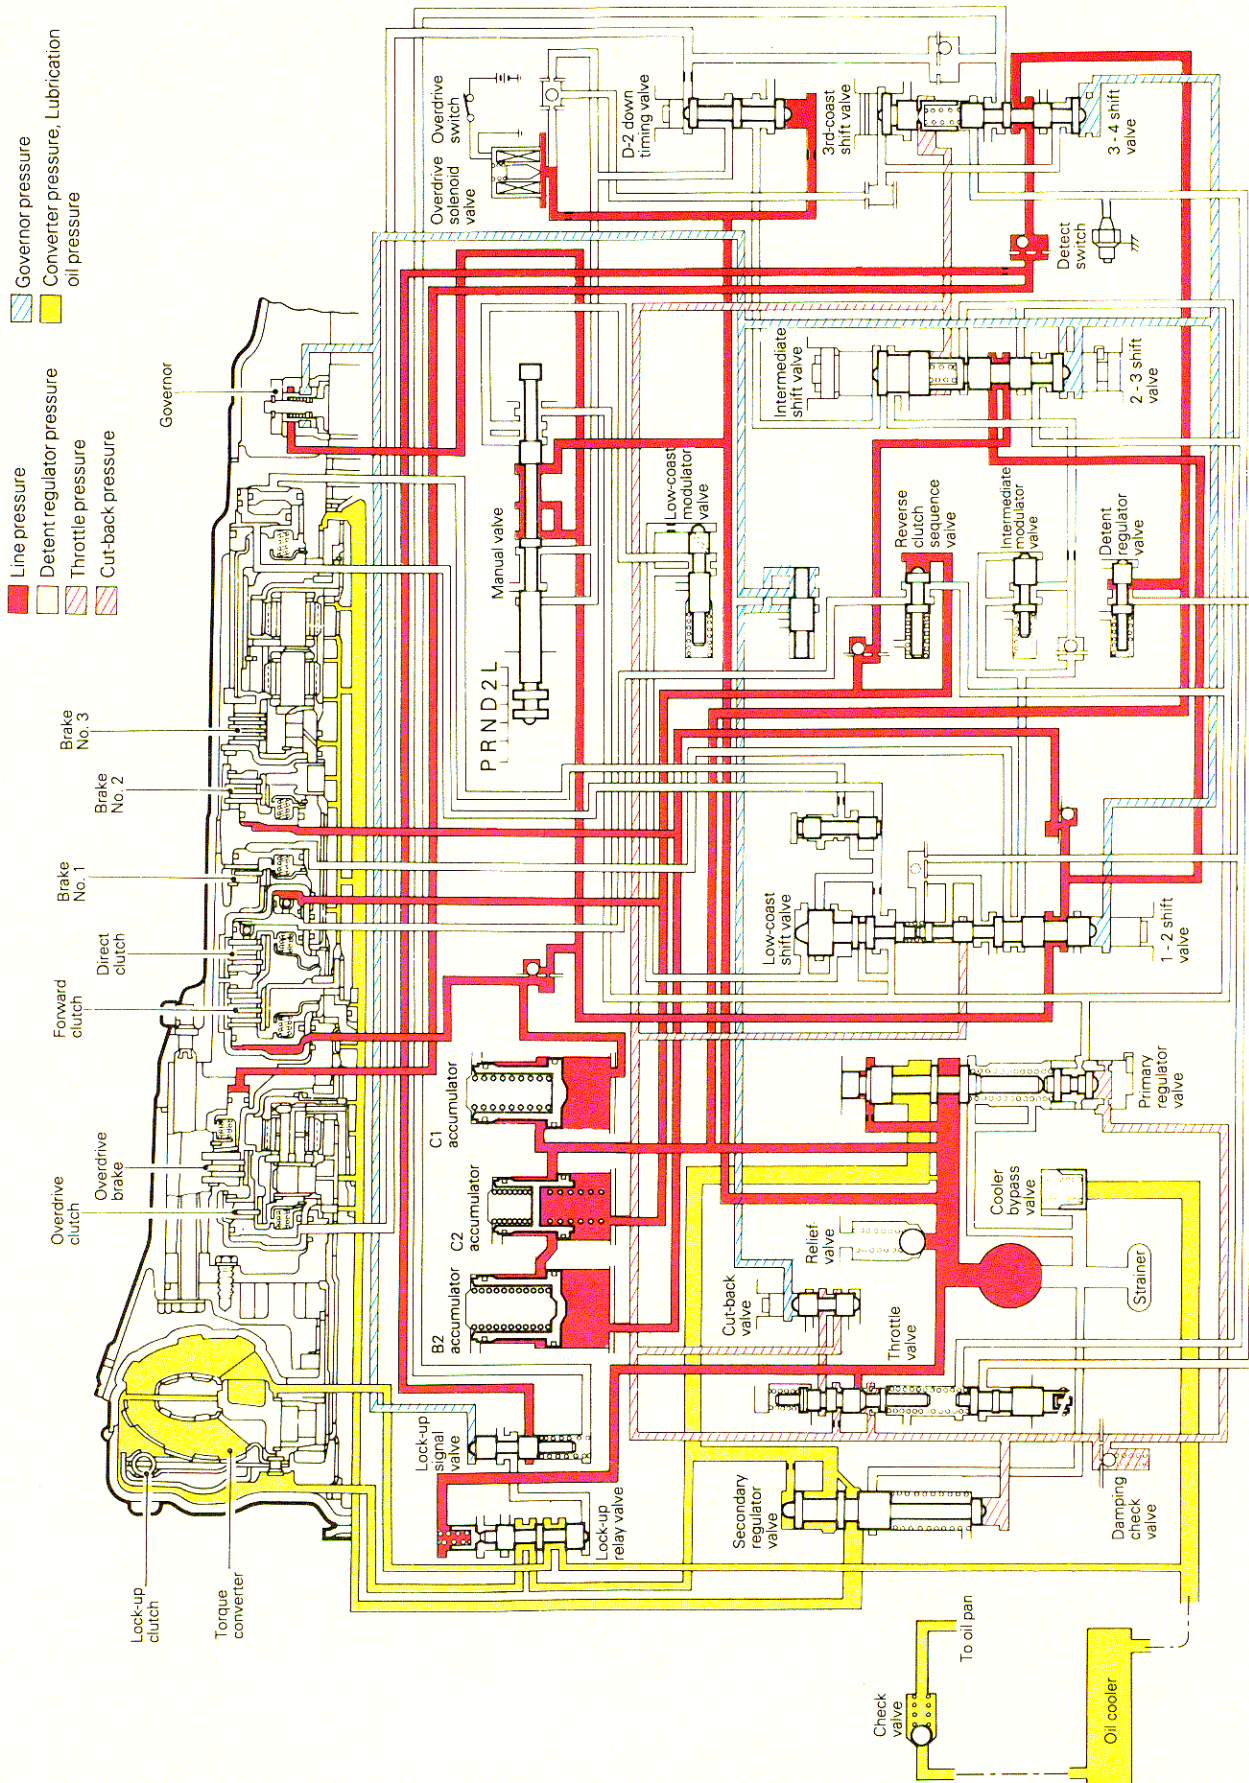 Line pressure
Detent regulator pressure
Throttle pressure
Cut-back pressure
Governor pressure
Converter pressure, Lubrication
oil pressure
Lock-up
clutch
Torque
converter
Overdrive
clutch
Overdrive
brake
Forward
clutch
Direct
clutch
Brake
No. 1
Brake
No. 2
Brake
No. 3
Governor
Lock-up
signal
valve
Lock-up
relay valve
B2
accumulator
C2
accumulator
C1
accumulator
P R N D 2 L
Manual valve
Overdrive
solenoid
valve
Overdrive
switch
D-2 down
timing valve
Low-coast
modulator
valve
Secondary
regulator
valve
Cut-back
valve
Throttle
valve
Relief
valve
Low-coast
shift valve
Reverse
clutch
sequence
valve
Intermediate
shift valve
3rd-coast
shift valve
Intermediate
modulator
valve
Detect
switch
Damping
check
valve
Strainer
Cooler
bypass
valve
Primary
regulator
valve
1 - 2 shift
valve
Detent
regulator
valve
2 - 3 shift
valve
3 - 4 shift
valve
Check
valve
To oil pan
Oil cooler